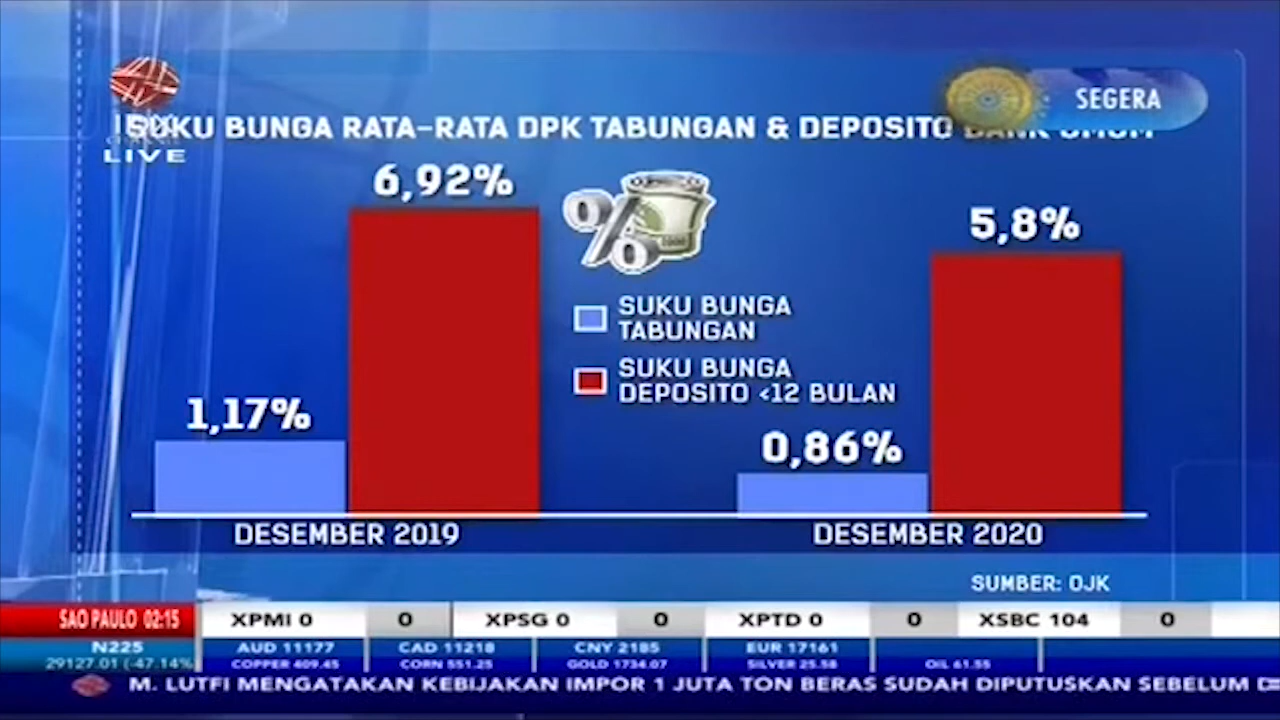 SEGERA
SUKU BUNGA RATA-RATA DPK TABUNGAN & DEPOSITO BANK UMUM
LIVE
6,92%
5,8%
SUKU BUNGA
TABUNGAN
SUKU BUNGA
DEPOSITO <12 BULAN
1,17%
0,86%
DESEMBER 2019
DESEMBER 2020
SUMBER: OJK
SAO PAULO 02:15
XPMI 0 0 XPSG 0 0 XPTD 0 0 XSBC 104 0
N225
AUD 11177 CAD 11218 CNY 2185 EUR 17161
29127.01 (-47.14%
COPPER 409.45 CORN 551.25 GOLD 1734.07 SILVER 25.58 OIL 61.55
M. LUTFI MENGATAKAN KEBIJAKAN IMPOR 1 JUTA TON BERAS SUDAH DIPUTUSKAN SEBELUM